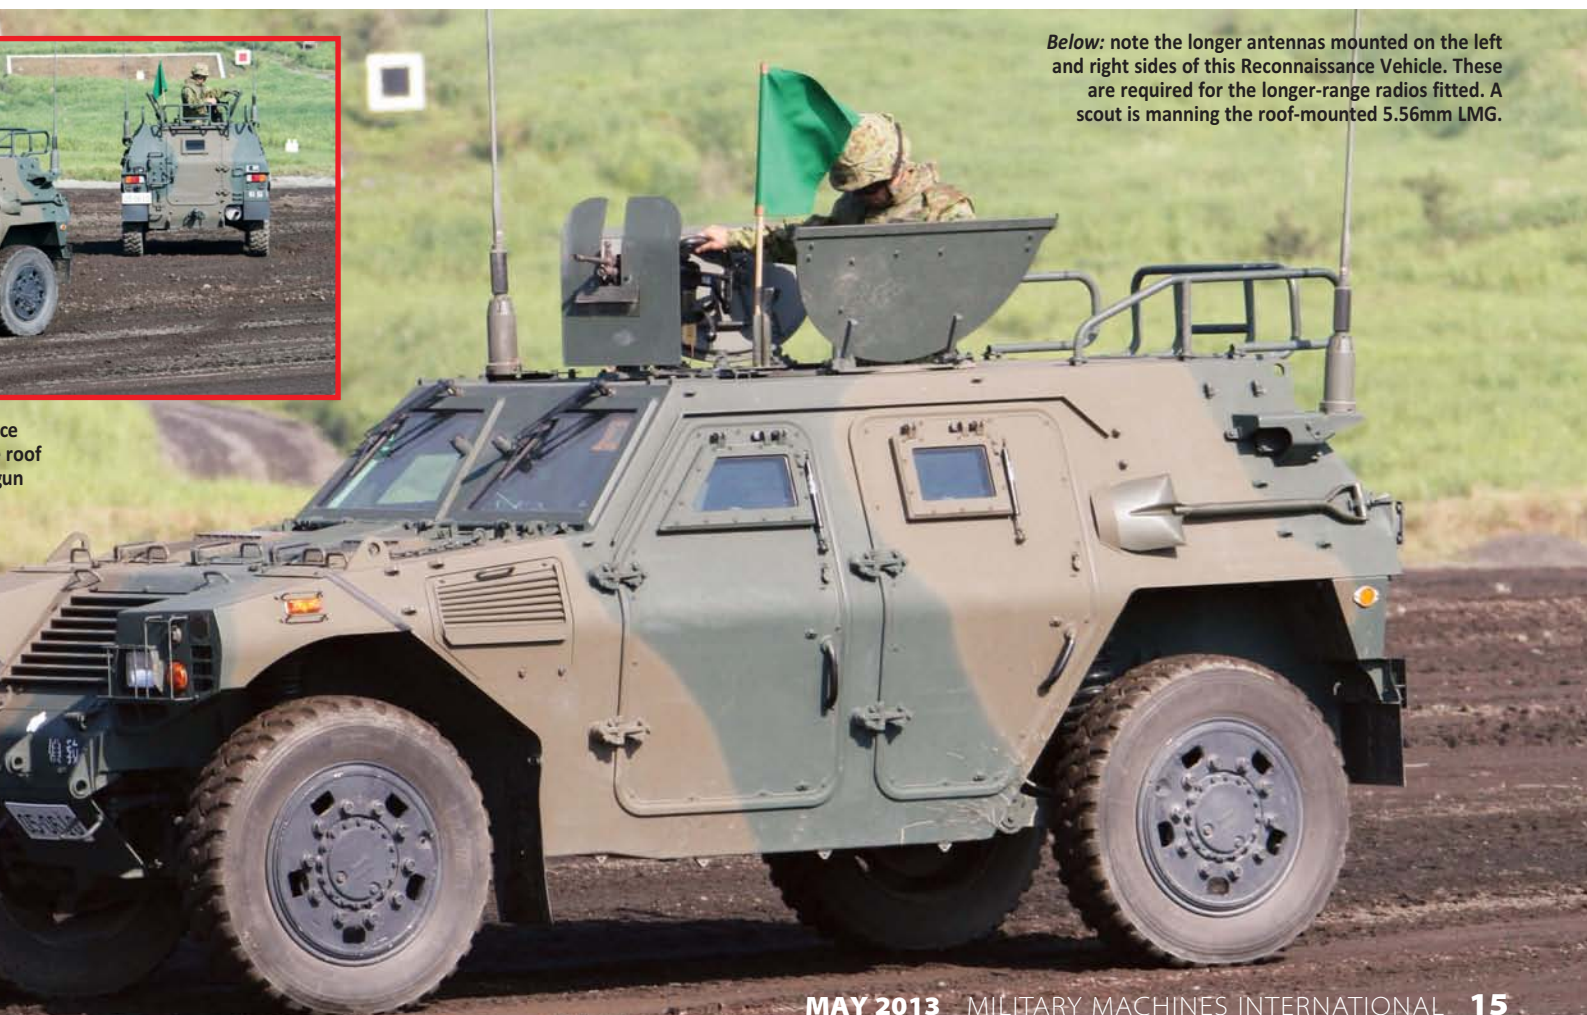 Below: note the longer antennas mounted on the left
and right sides of this Reconnaissance Vehicle. These
are required for the longer-range radios fitted. A
scout is manning the roof-mounted 5.56mm LMG.
ce
roof
gun
MAY 2013 MILITARY MACHINES INTERNATIONAL 15